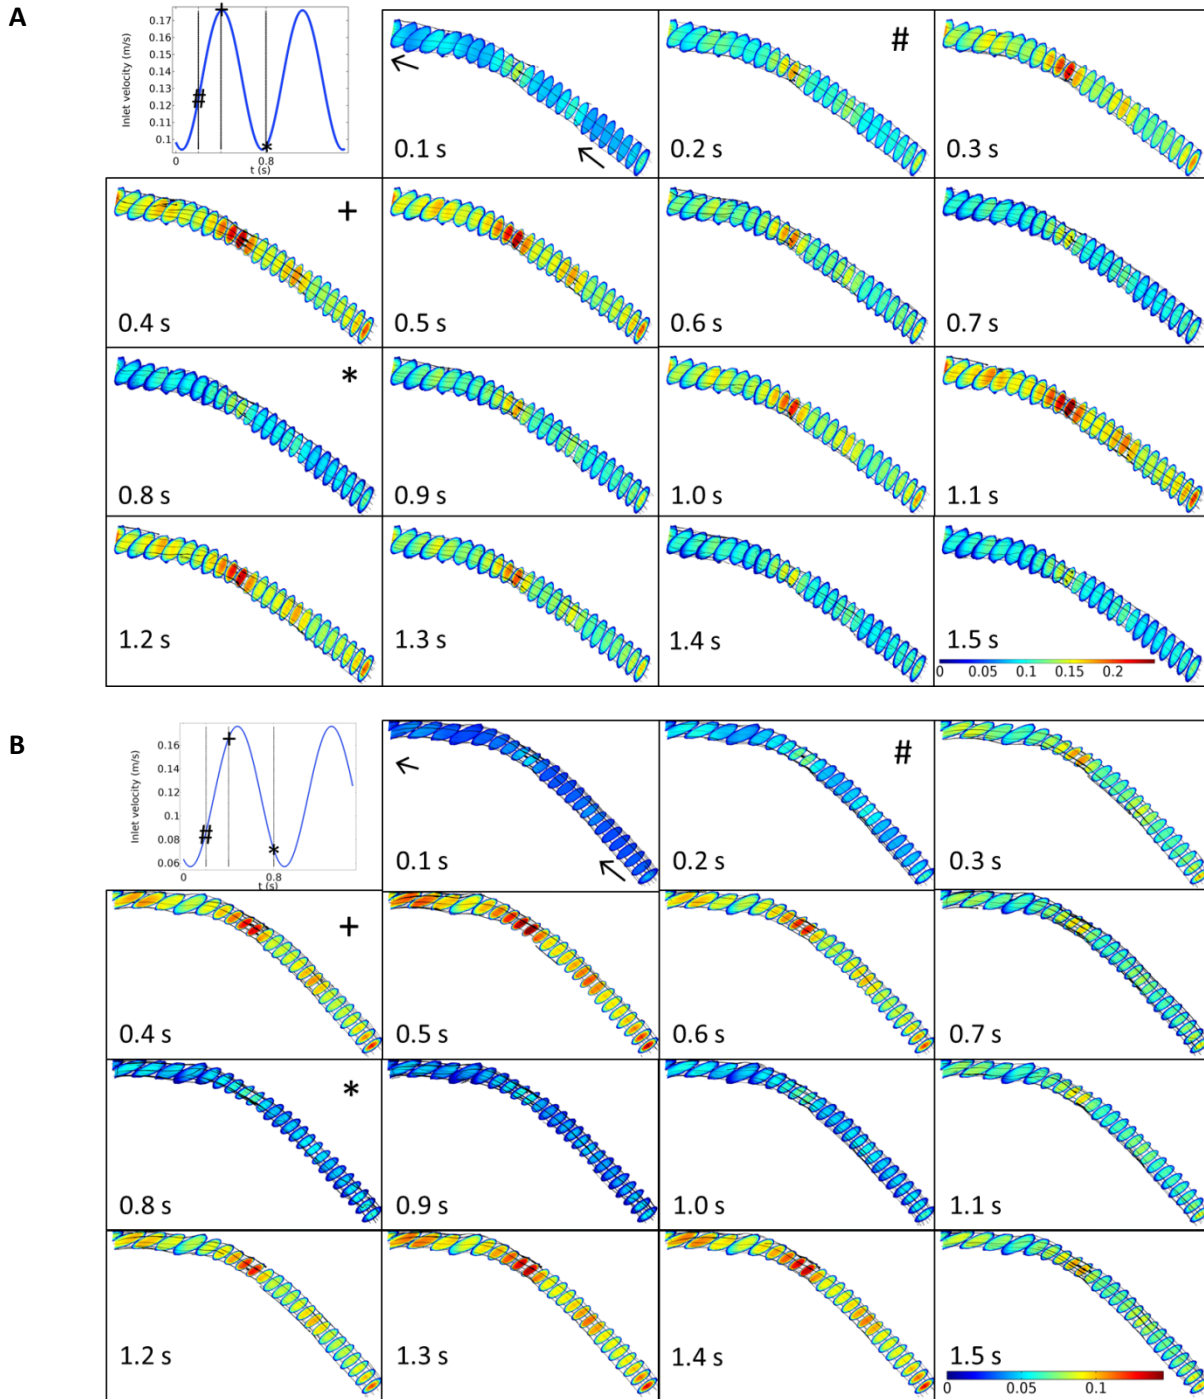 A
Inlet velocity (m/s)
0.17
0.16
0.15
0.14
0.13
0.12
0.11
0.1
0
0.8
t (s)
+
#
*
0.1 s
#
0.2 s
0.3 s
+
0.4 s
0.5 s
0.6 s
0.7 s
*
0.8 s
0.9 s
1.0 s
1.1 s
1.2 s
1.3 s
1.4 s
1.5 s
0 0.05 0.1 0.15 0.2
B
Inlet velocity (m/s)
0.16
0.14
0.12
0.1
0.08
0.06
0
0.8
t (s)
+
#
*
0.1 s
#
0.2 s
0.3 s
+
0.4 s
0.5 s
0.6 s
0.7 s
*
0.8 s
0.9 s
1.0 s
1.1 s
1.2 s
1.3 s
1.4 s
1.5 s
0 0.05 0.1